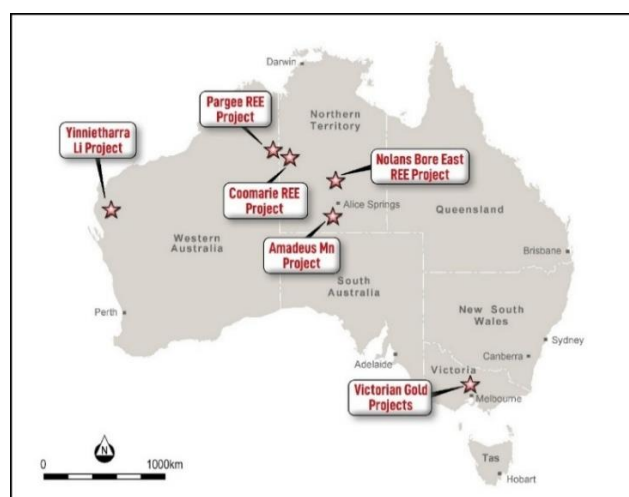 Darwin
Pargee REE
Project
Northern
Territory
Yinnietharra
Li Project
Nolans Bore East
REE Project
Coomarie REE
Project
Alice Springs
Queensland
Western
Australia
Amadeus Mn
Project
Brisbane
South
Australia
Perth
New South
Wales
Sydney
Adelaide
Canberra
Victoria
Victorian Gold
Projects
Melbourne
N
0
1000km
Tas
Hobart